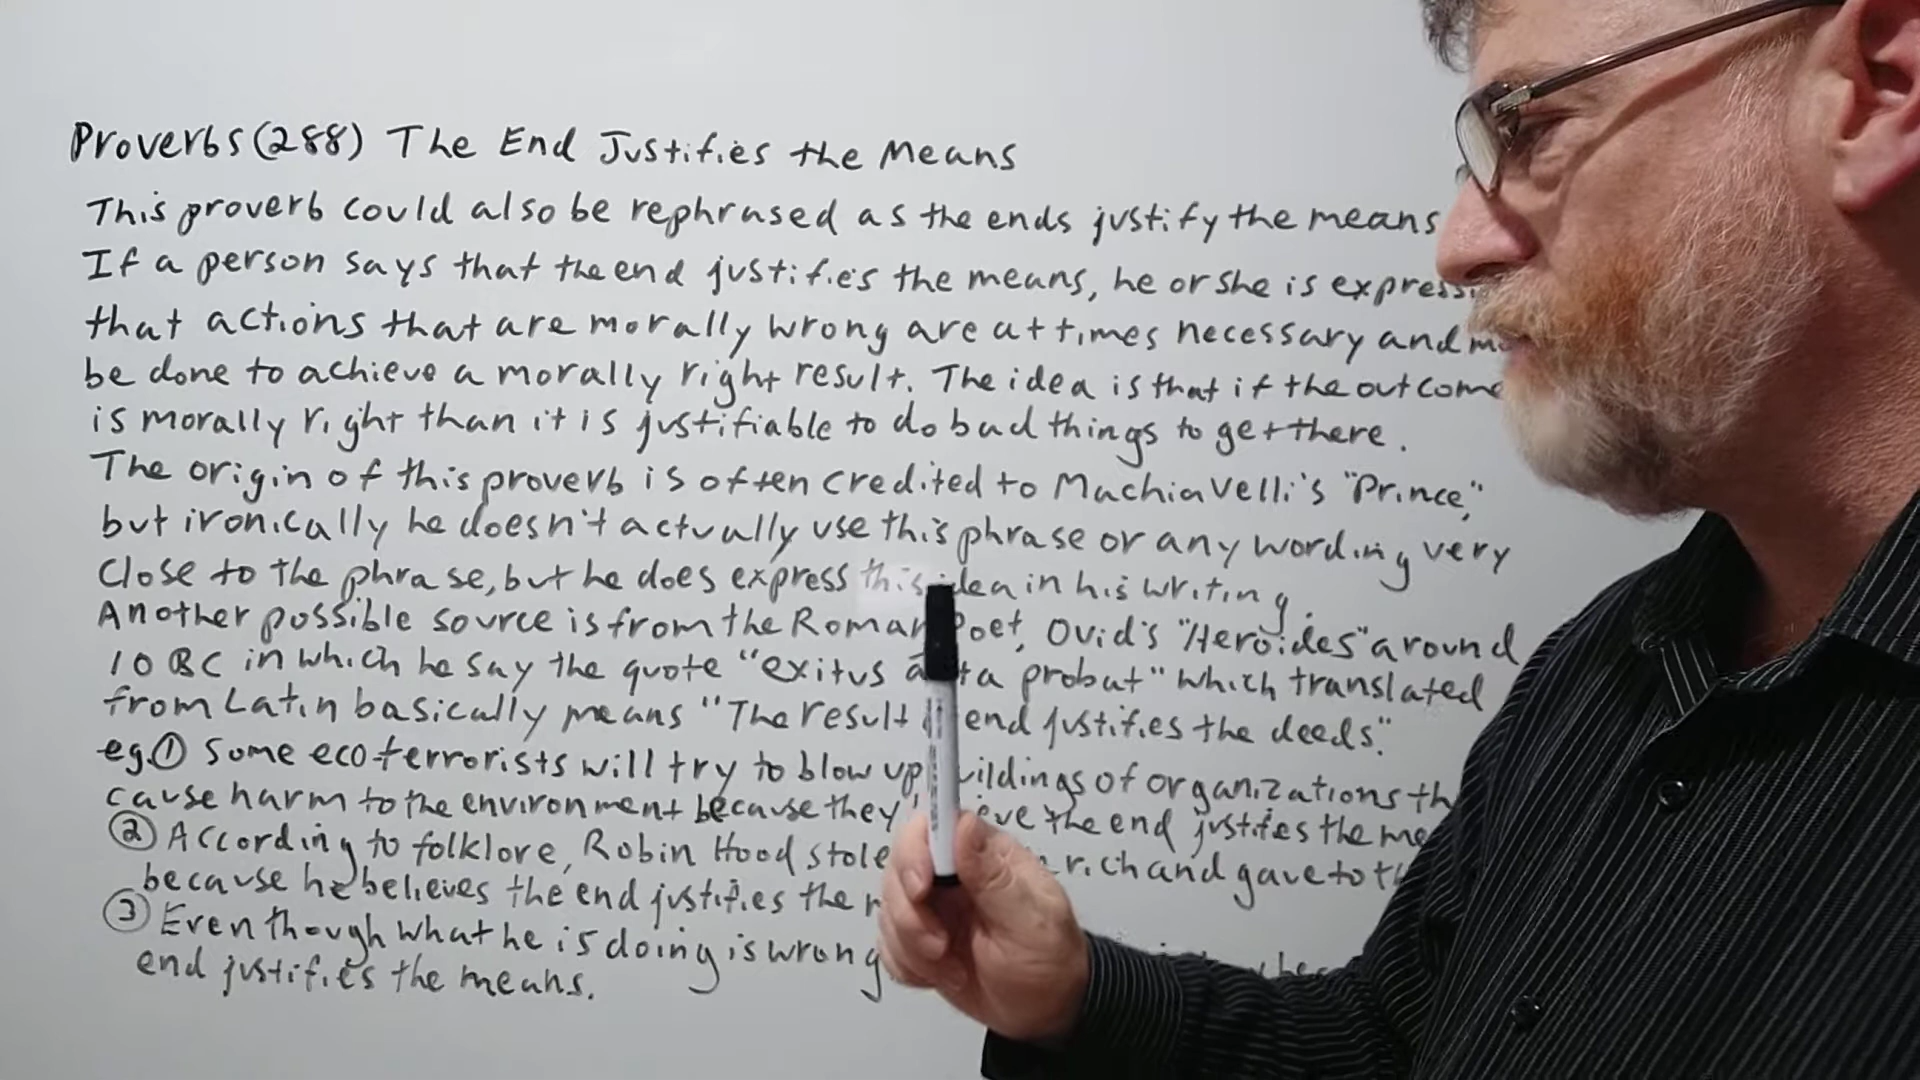 Proverbs (288) The End Justifies the Means
This proverb could also be rephrased as the ends justify the means
If a person says that the end justifies the means, he or she is
that actions that are morally wrong are at times necessary and
be done to achieve a morally right result. The idea is that if the outcome
is morally right than it is justifiable to do bad things to get there.
The origin of this proverb is often credited to Machiavelli's "Prince,"
but ironically he doesn't actually use this phrase or any wording very
close to the phrase, but he does express this idea in his writing.
Another possible source is from the Roman Poet, Ovid's "Heroides" around
10 BC in which he say the quote "exitus acta probat" which translated
from Latin basically means "The result end justifies the deeds."
eg. ① Some eco terrorists will try to blow up buildings of organizations
cause harm to the environment because they the end justifies the
② According to folklore, Robin Hood stole rich and gave to
because he believes the end justifies the
③ Even though what he is doing is wrong
end justifies the means.